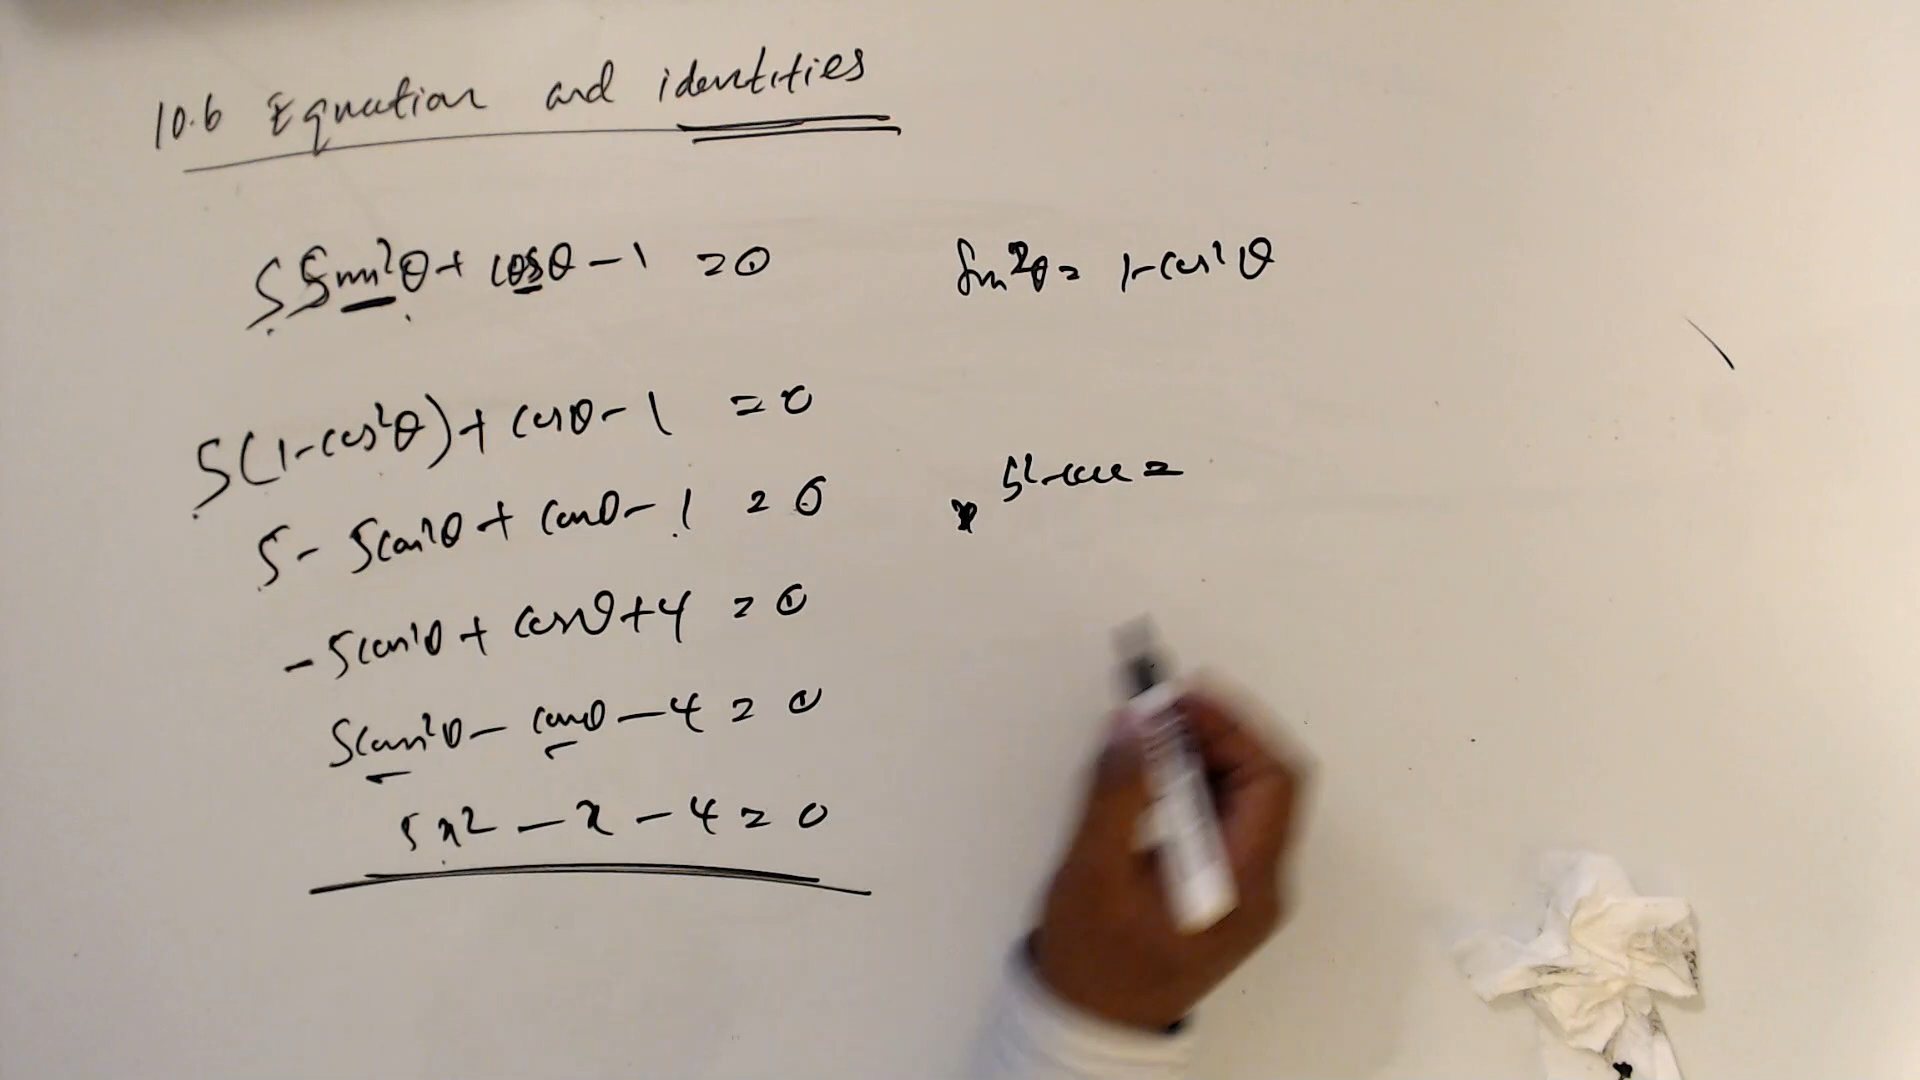 10.6 Equation and identities
5 Sin²θ + cosθ - 1 = 0
Sin²θ = 1 - cos²θ
5(1 - cos²θ) + cosθ - 1 = 0
5 - 5cos²θ + cosθ - 1 = 0
-5cos²θ + cosθ + 4 = 0
5cos²θ - cosθ - 4 = 0
5x² - x - 4 = 0